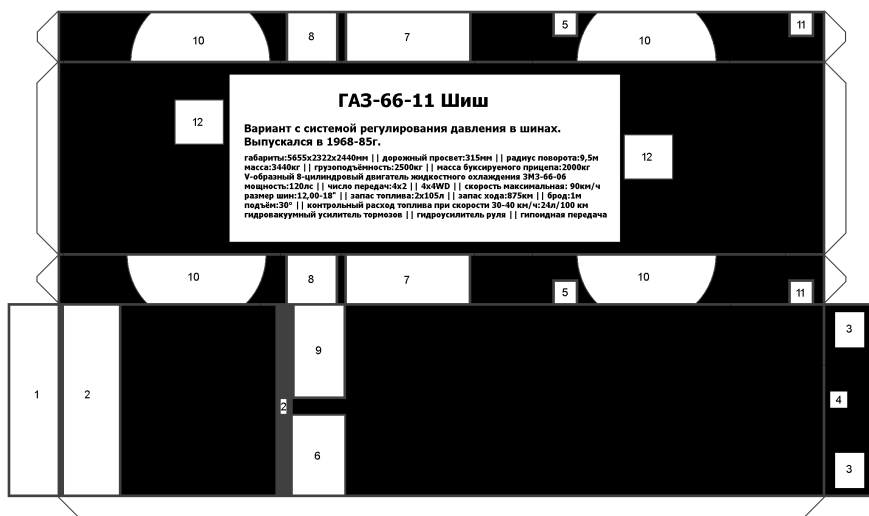 10 8 7 5 10 11
ГАЗ-66-11 Шиш
12
Вариант с системой регулирования давления в шинах.
Выпускался в 1968-85г.
12
габариты:5655x2322x2440мм || дорожный просвет:315мм || радиус поворота:9,5м
масса:3440кг || грузоподъёмность:2500кг || масса буксируемого прицепа:2000кг
V-образный 8-цилиндровый двигатель жидкостного охлаждения ЗМЗ-66-06
мощность:120лс || число передач:4x2 || 4x4WD || скорость максимальная: 90км/ч
размер шин:12,00-18" || запас топлива:2x105л || запас хода:875км || брод:1м
подъём:30° || контрольный расход топлива при скорости 30-40 км/ч:24л/100 км
гидровакуумный усилитель тормозов || гидроусилитель руля || гипоидная передача
10 8 7 5 10 11
9 3
1 2 2 4
6 3